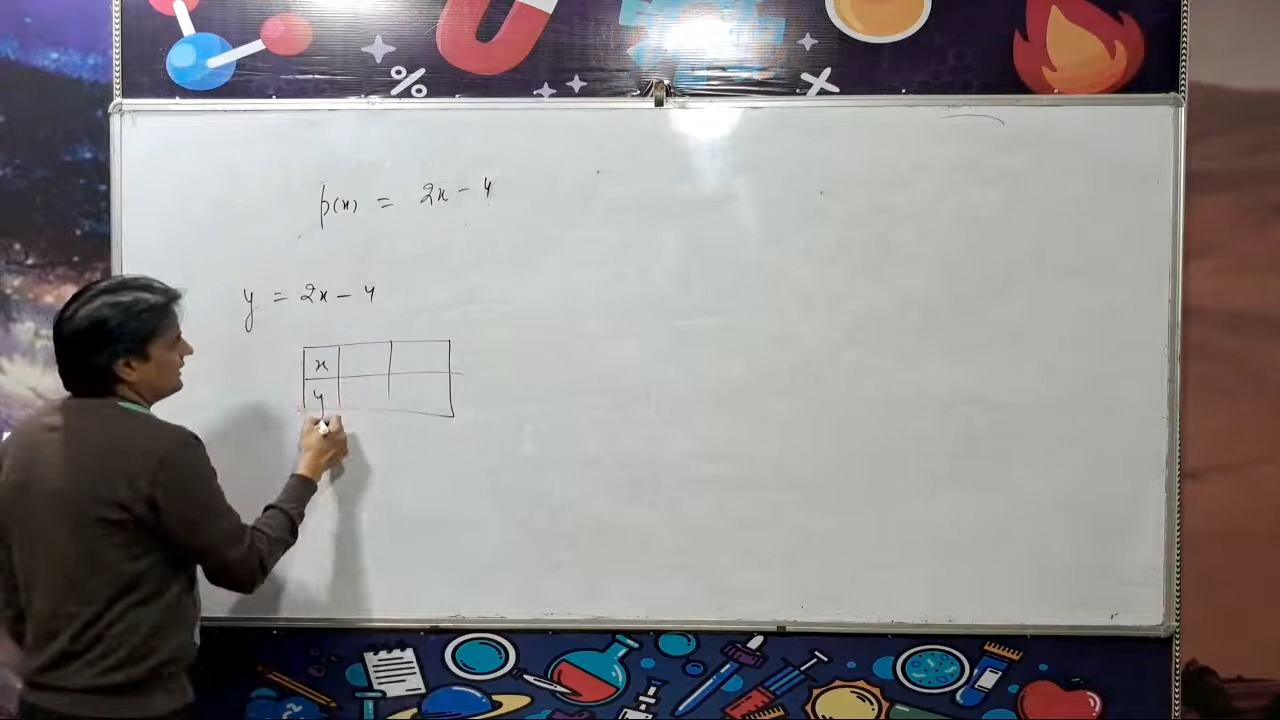 p(x) = 2x - 4
y = 2x - 4
x
y